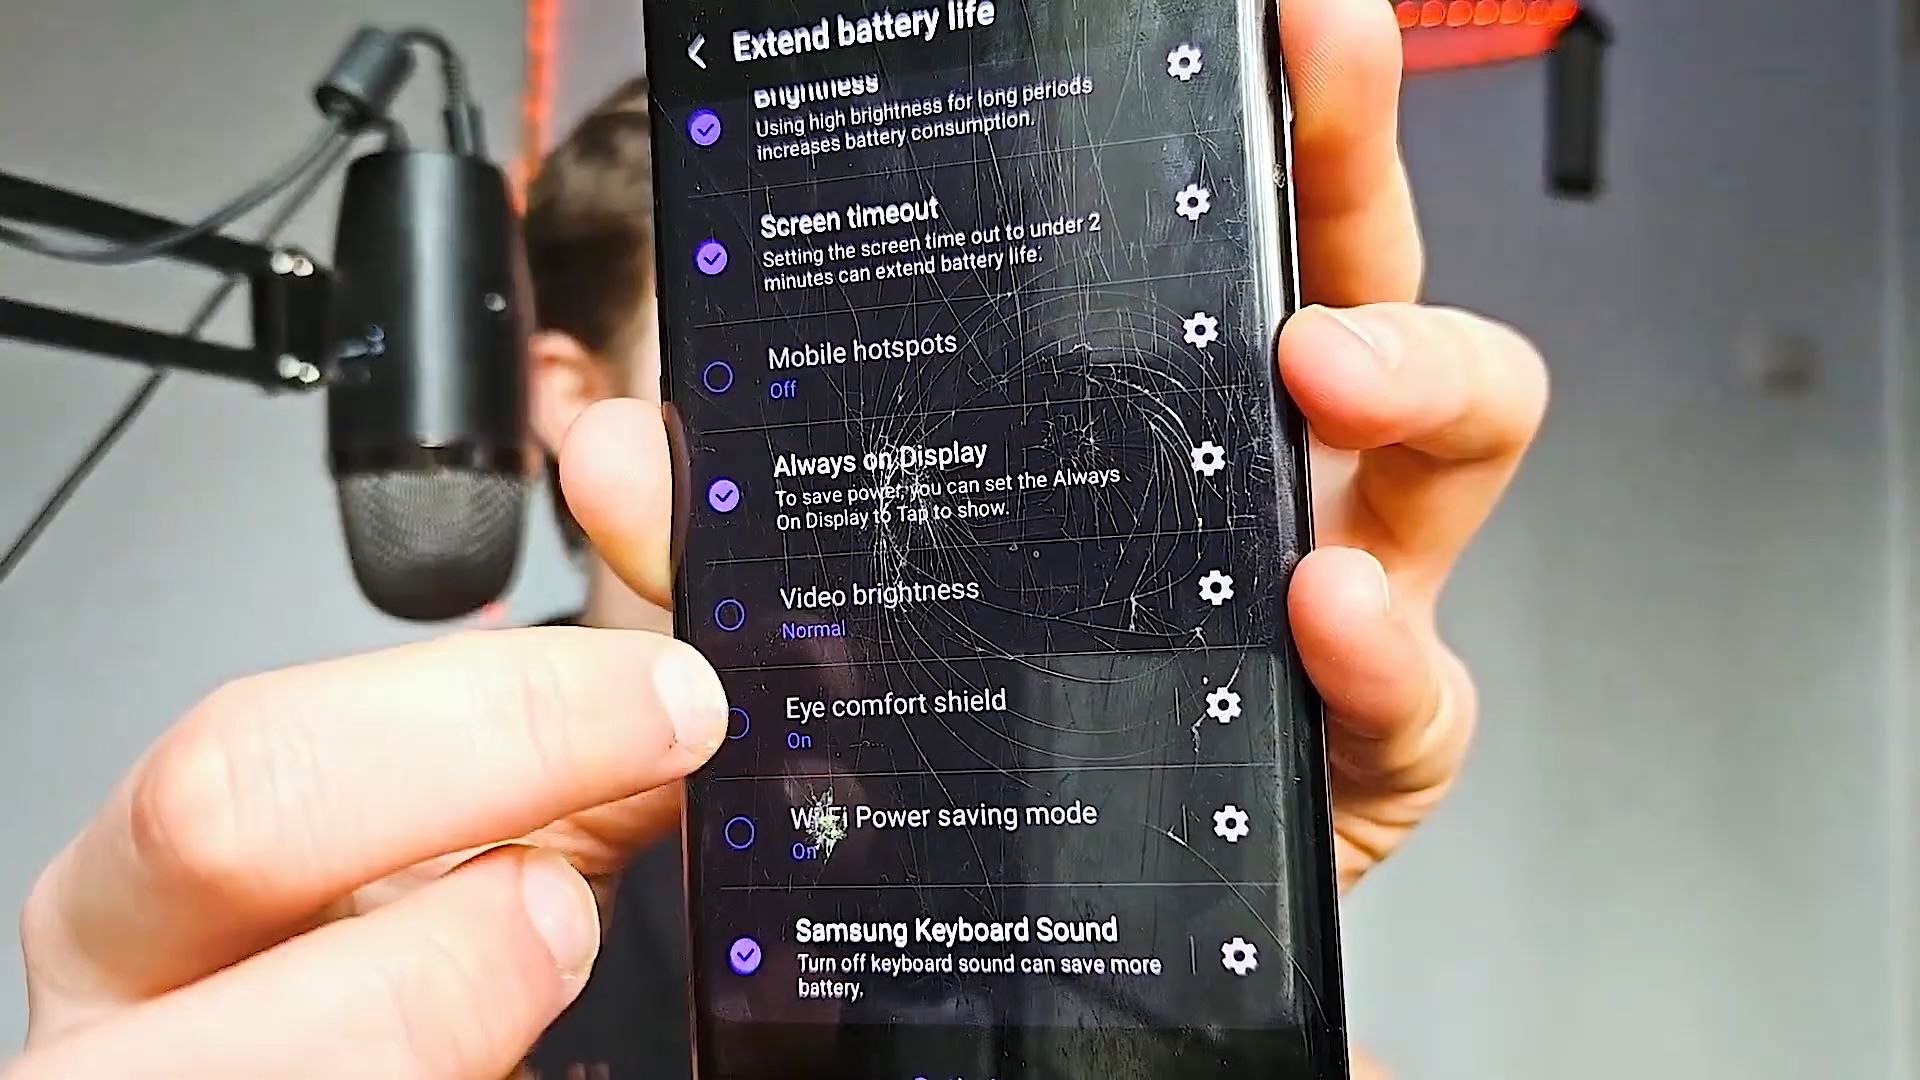 Extend battery life
Brightness
Using high brightness for long periods
increases battery consumption.
Screen timeout
Setting the screen time out to under 2
minutes can extend battery life.
Mobile hotspots
Off
Always on Display
To save power, you can set the Always
On Display to Tap to show.
Video brightness
Normal
Eye comfort shield
On
WiFi Power saving mode
On
Samsung Keyboard Sound
Turn off keyboard sound can save more
battery.